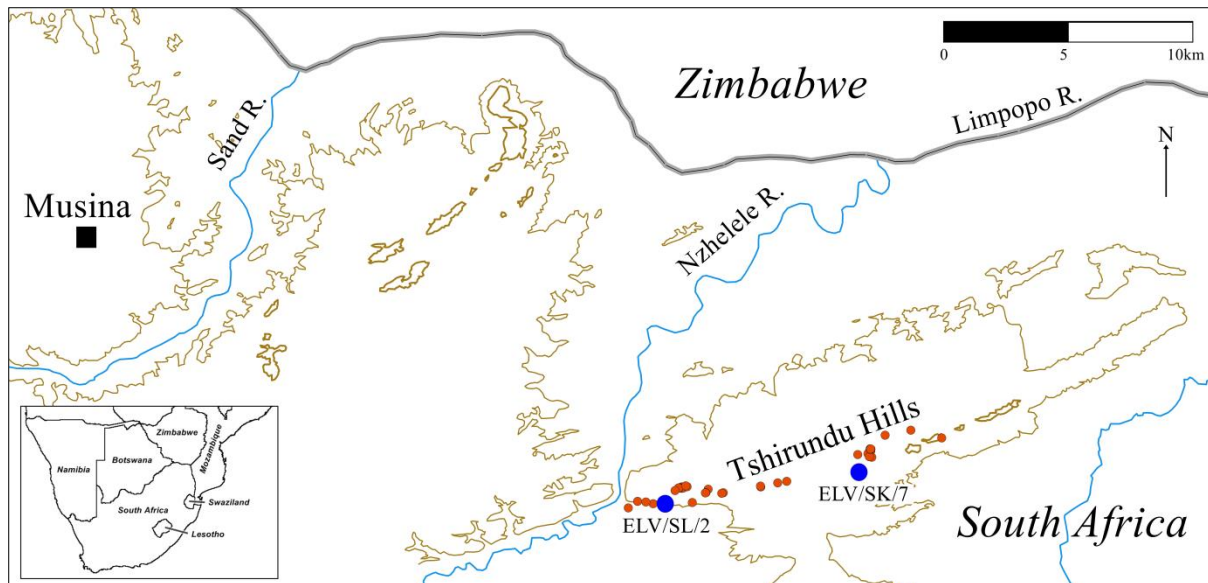 Zimbabwe
0 5 10km
Limpopo R.
N
Sand R.
Musina
Nzhelele R.
Tshirundu Hills
ELV/SK/7
ELV/SL/2
South Africa
Zimbabwe
Mozambique
Namibia
Botswana
Swaziland
South Africa
Lesotho